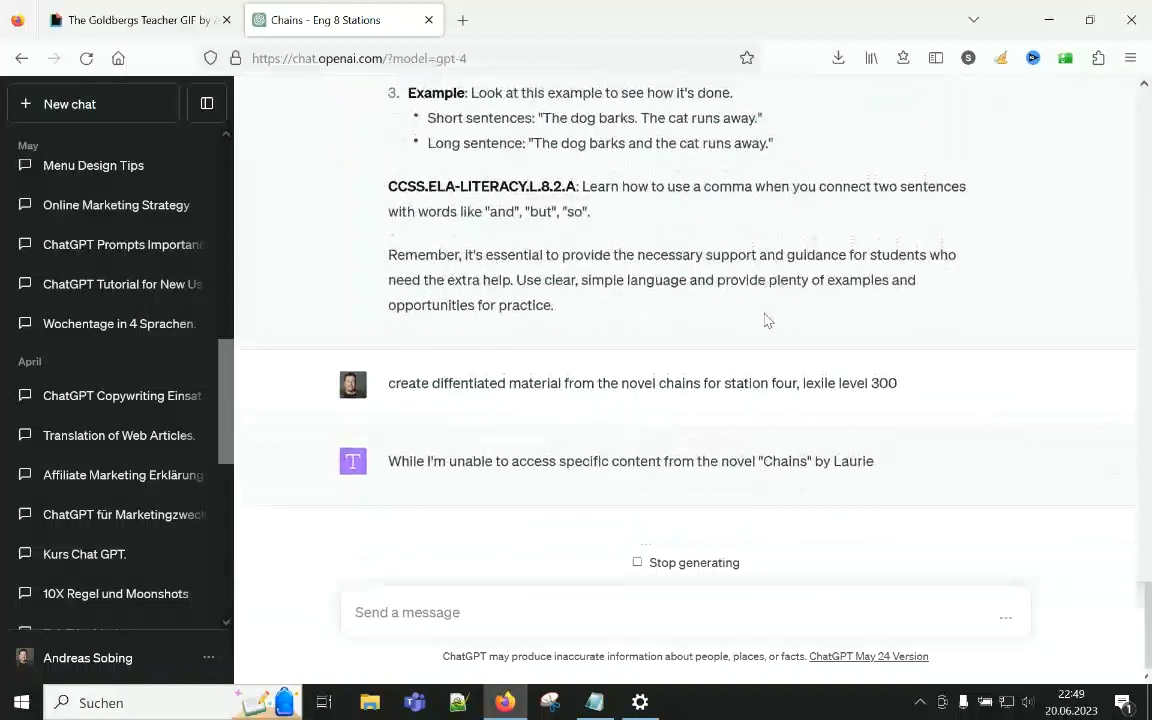 The Goldbergs Teacher GIF by A
Chains - Eng 8 Stations
https://chat.openai.com/?model=gpt-4
S
New chat
May
Menu Design Tips
Online Marketing Strategy
ChatGPT Prompts Importan
ChatGPT Tutorial for New Us
Wochentage in 4 Sprachen.
April
ChatGPT Copywriting Einsat
Translation of Web Articles.
Affiliate Marketing Erklärung
ChatGPT für Marketingzwec
Kurs Chat GPT.
10X Regel und Moonshots
Andreas Sobing
3. Example: Look at this example to see how it's done.
• Short sentences: "The dog barks. The cat runs away."
• Long sentence: "The dog barks and the cat runs away."
CCSS.ELA-LITERACY.L.8.2.A: Learn how to use a comma when you connect two sentences
with words like "and", "but", "so".
Remember, it's essential to provide the necessary support and guidance for students who
need the extra help. Use clear, simple language and provide plenty of examples and
opportunities for practice.
create diffentiated material from the novel chains for station four, lexile level 300
T
While I'm unable to access specific content from the novel "Chains" by Laurie
Stop generating
Send a message
ChatGPT may produce inaccurate information about people, places, or facts. ChatGPT May 24 Version
Suchen
22:49
20.06.2023
1